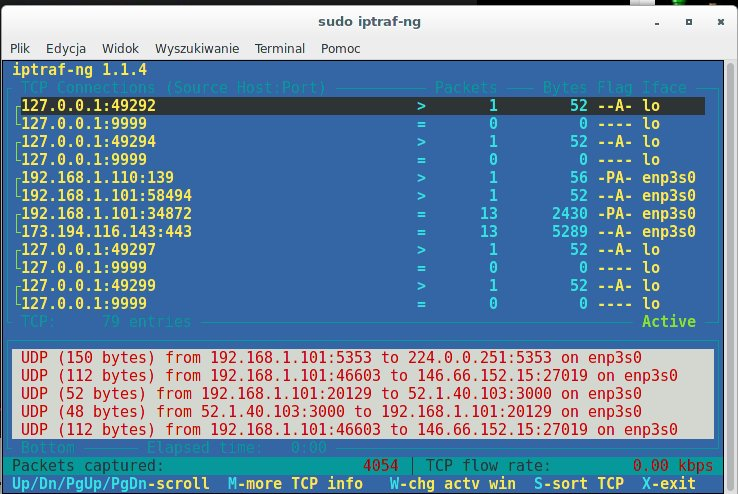 sudo iptraf-ng
Plik Edycja Widok Wyszukiwanie Terminal Pomoc
iptraf-ng 1.1.4
TCP Connections (Source Host:Port) Packets Bytes Flag Iface
127.0.0.1:49292 > 1 52 --A- lo
127.0.0.1:9999 = 0 0 ---- lo
127.0.0.1:49294 > 1 52 --A- lo
127.0.0.1:9999 = 0 0 ---- lo
192.168.1.110:139 > 1 56 -PA- enp3s0
192.168.1.101:58494 > 1 52 --A- enp3s0
192.168.1.101:34872 = 13 2430 -PA- enp3s0
173.194.116.143:443 = 13 5289 --A- enp3s0
127.0.0.1:49297 > 1 52 --A- lo
127.0.0.1:9999 = 0 0 ---- lo
127.0.0.1:49299 > 1 52 --A- lo
127.0.0.1:9999 = 0 0 ---- lo
TCP: 79 entries Active
UDP (150 bytes) from 192.168.1.101:5353 to 224.0.0.251:5353 on enp3s0
UDP (112 bytes) from 192.168.1.101:46603 to 146.66.152.15:27019 on enp3s0
UDP (52 bytes) from 192.168.1.101:20129 to 52.1.40.103:3000 on enp3s0
UDP (48 bytes) from 52.1.40.103:3000 to 192.168.1.101:20129 on enp3s0
UDP (112 bytes) from 192.168.1.101:46603 to 146.66.152.15:27019 on enp3s0
Bottom Elapsed time: 0:00
Packets captured: 4054 | TCP flow rate: 0.00 kbps
Up/Dn/PgUp/PgDn-scroll M-more TCP info W-chg actv win S-sort TCP X-exit